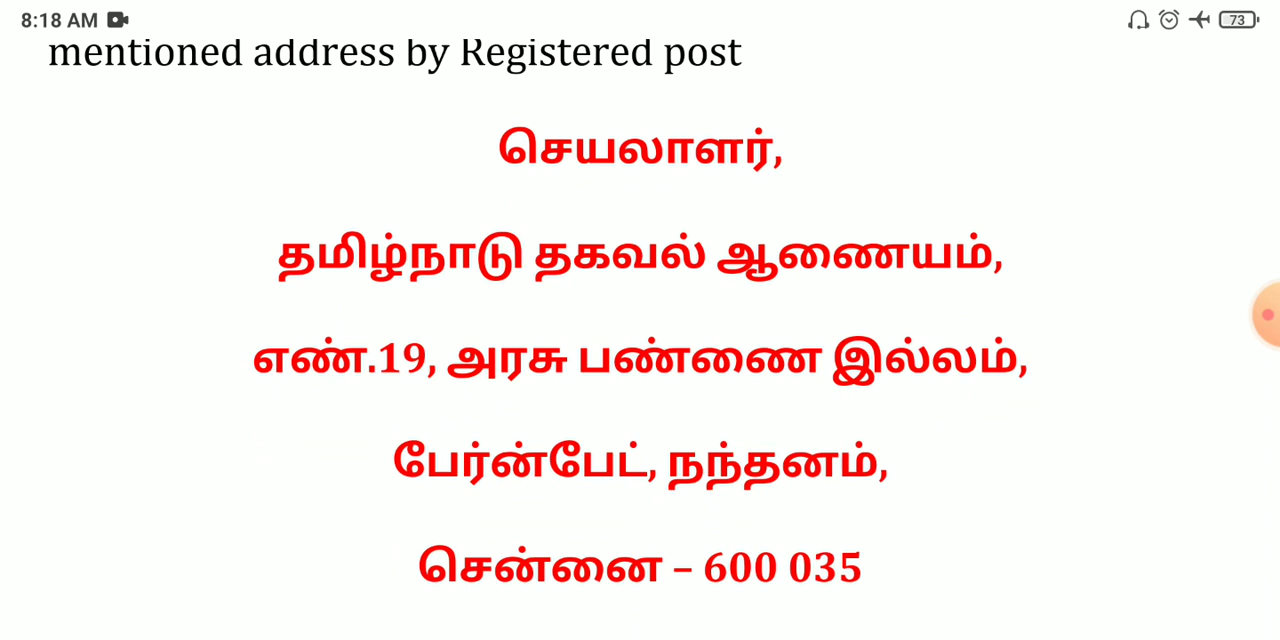 8:18 AM
73
mentioned address by Registered post
செயலாளர்,
தமிழ்நாடு தகவல் ஆணையம்,
எண்.19, அரசு பண்ணை இல்லம்,
பேர்ன்பேட், நந்தனம்,
சென்னை – 600 035